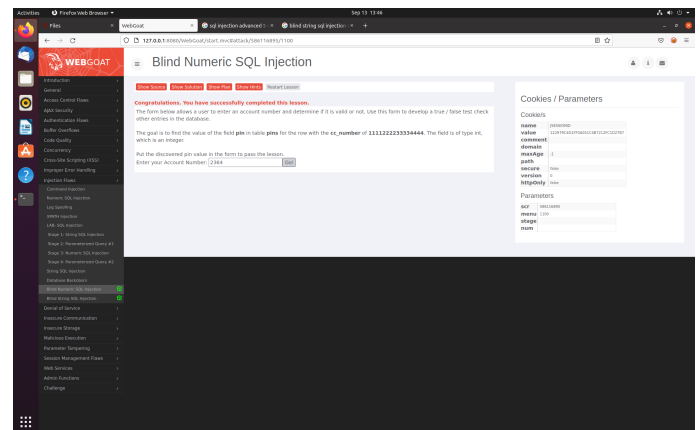 Activities
Firefox Web Browser
Sep 13 13:46
Files
WebGoat
sql injection advanced 5
blind string sql injection
127.0.0.1:8080/WebGoat/start.mvc#attack/586116895/1100
WEBGOAT
Blind Numeric SQL Injection
Introduction
General
Access Control Flaws
AJAX Security
Authentication Flaws
Buffer Overflows
Code Quality
Concurrency
Cross-Site Scripting (XSS)
Improper Error Handling
Injection Flaws
Command Injection
Numeric SQL Injection
Log Spoofing
XPATH Injection
LAB: SQL Injection
Stage 1: String SQL Injection
Stage 2: Parameterized Query #1
Stage 3: Numeric SQL Injection
Stage 4: Parameterized Query #2
String SQL Injection
Database Backdoors
Blind Numeric SQL Injection
Blind String SQL Injection
Denial of Service
Insecure Communication
Insecure Storage
Malicious Execution
Parameter Tampering
Session Management Flaws
Web Services
Admin Functions
Challenge
Show Source Show Solution Show Plan Show Hints Restart Lesson
Congratulations. You have successfully completed this lesson.
The form below allows a user to enter an account number and determine if it is valid or not. Use this form to develop a true / false test check
other entries in the database.
The goal is to find the value of the field pin in table pins for the row with the cc_number of 1111222233334444. The field is of type int,
which is an integer.
Put the discovered pin value in the form to pass the lesson.
Enter your Account Number: 2364 Go!
Cookies / Parameters
Cookie/s
name JSESSIONID
value
comment
domain
maxAge -1
path
secure false
version 0
httpOnly false
Parameters
scr 586116895
menu 1100
stage
num